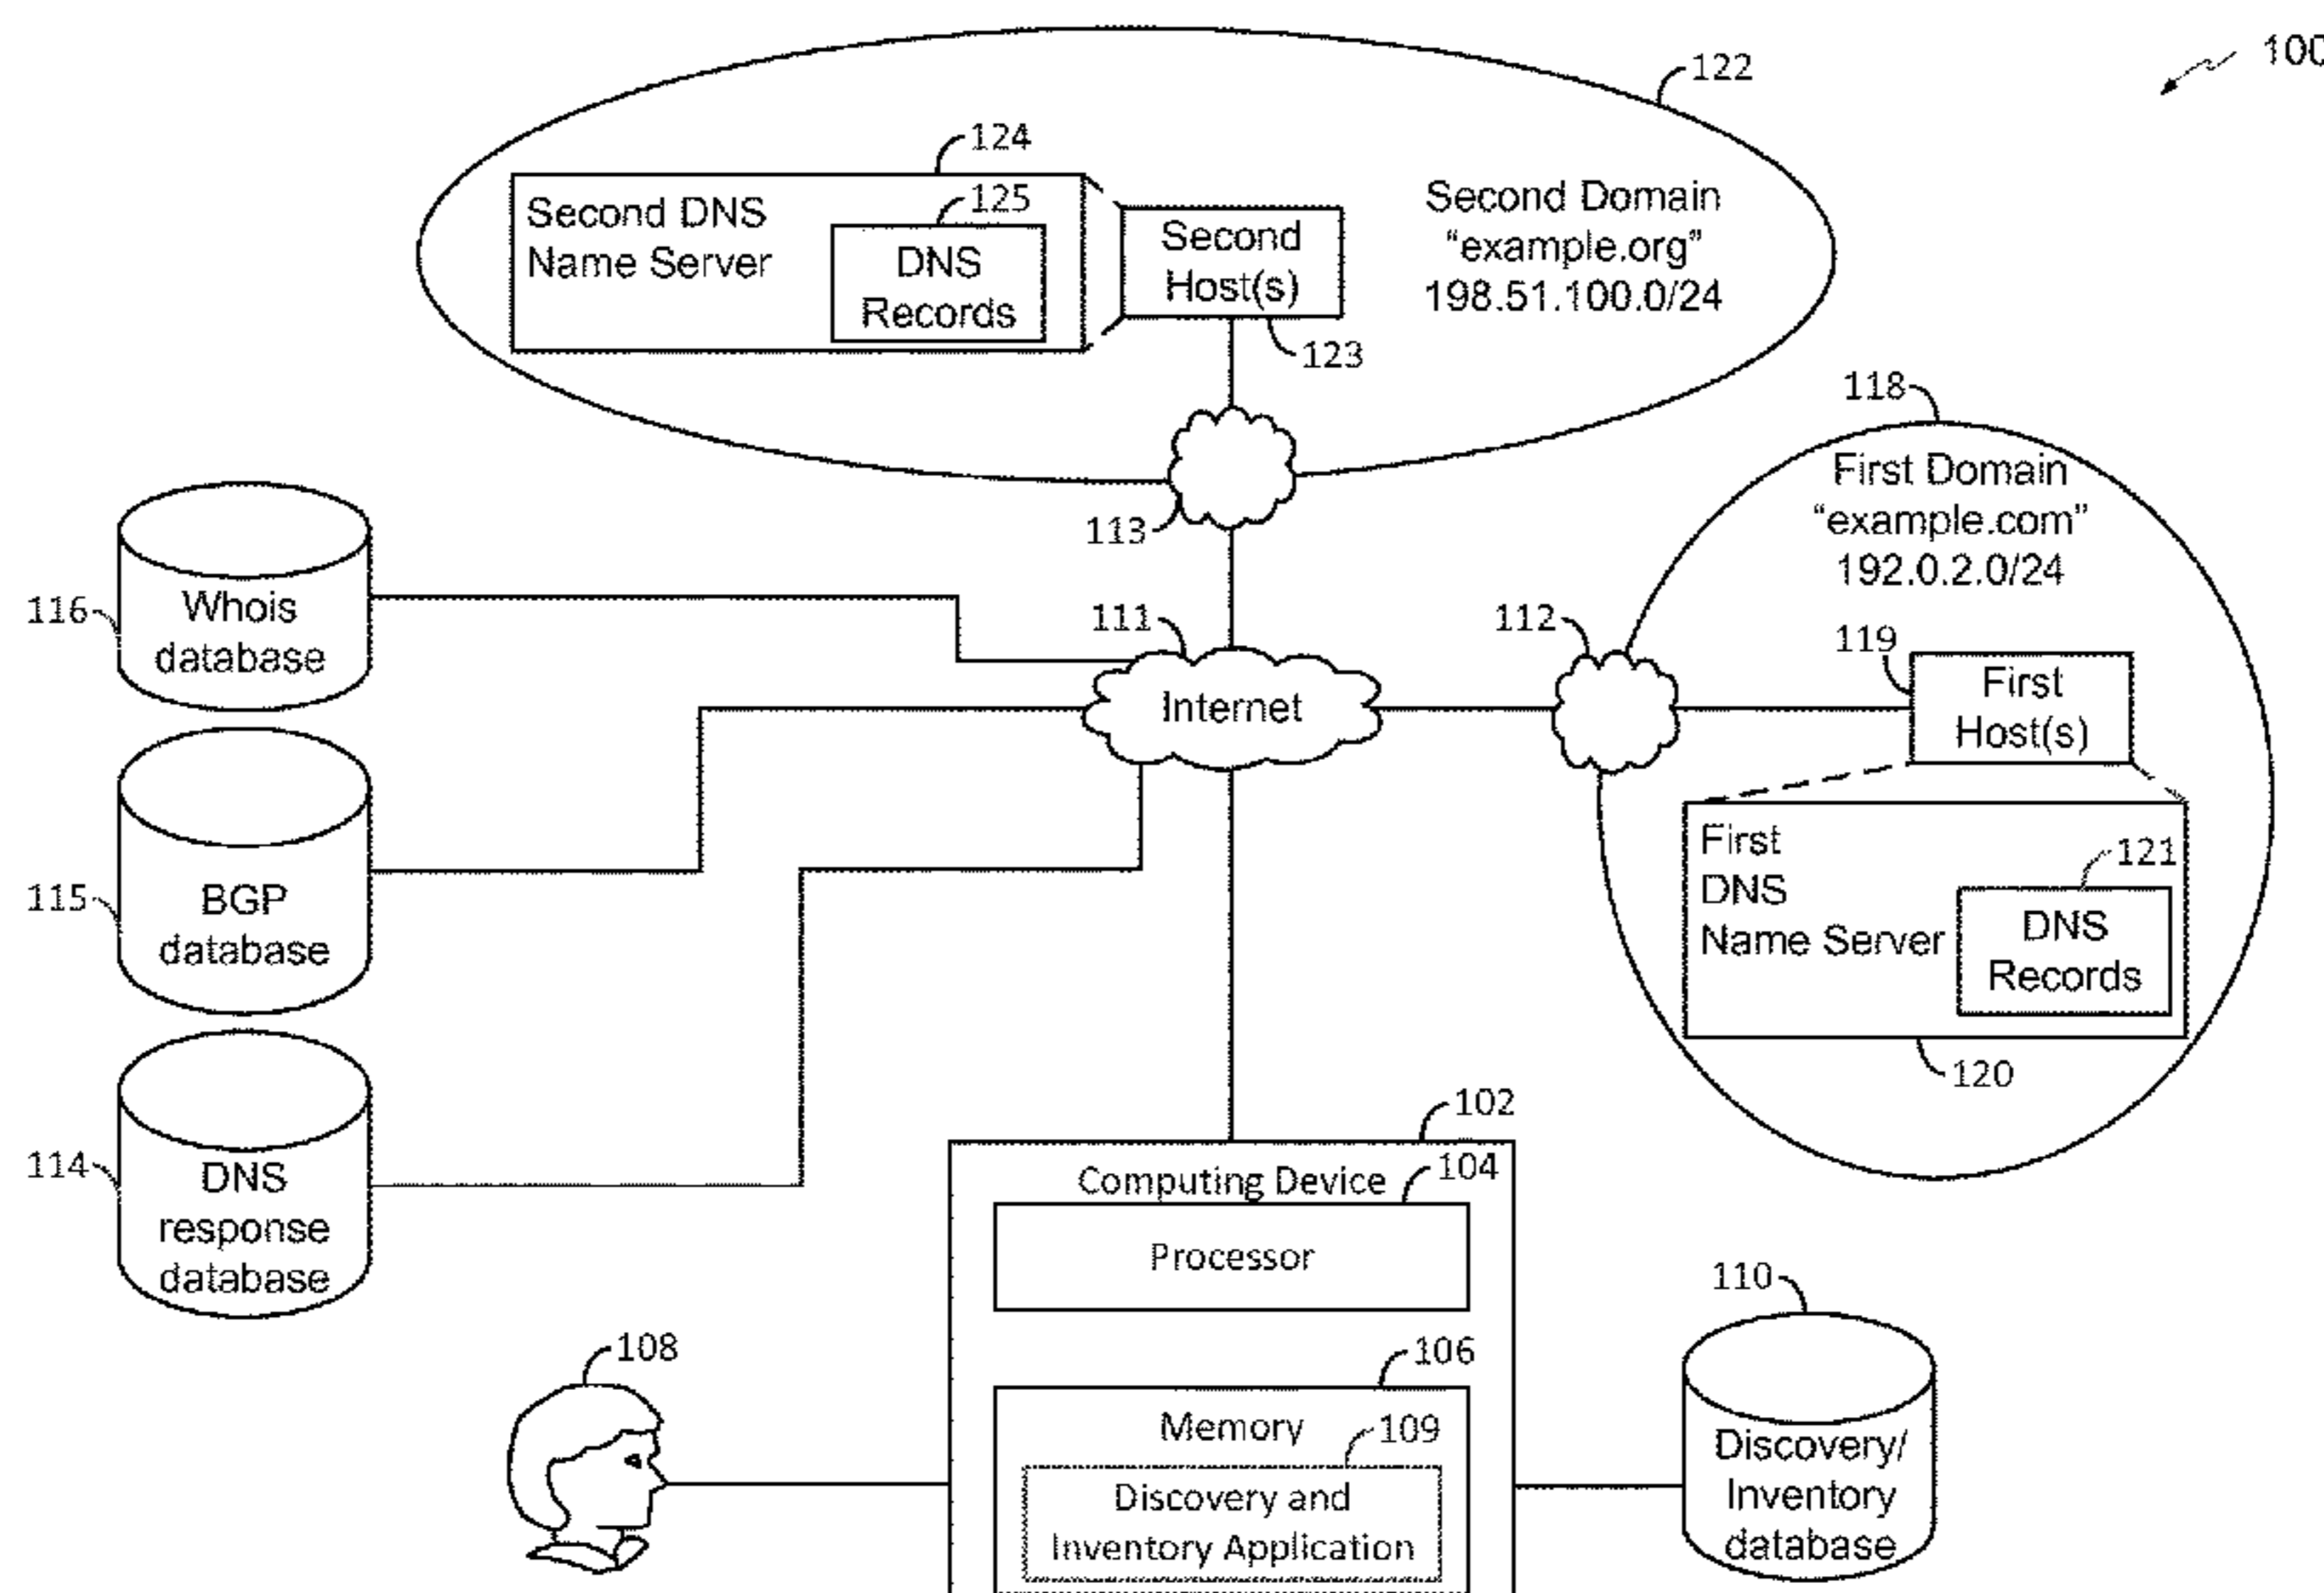 100
122
124
Second DNS
Name Server
125
DNS
Records
Second
Host(s)
123
Second Domain
“example.org”
198.51.100.0/24
113
118
First Domain
“example.com”
192.0.2.0/24
116
Whois
database
111
Internet
112
119
First
Host(s)
First
DNS
Name Server
121
DNS
Records
120
115
BGP
database
114
DNS
response
database
102
Computing Device
104
Processor
106
Memory
109
Discovery and
Inventory Application
108
110
Discovery/
Inventory
database